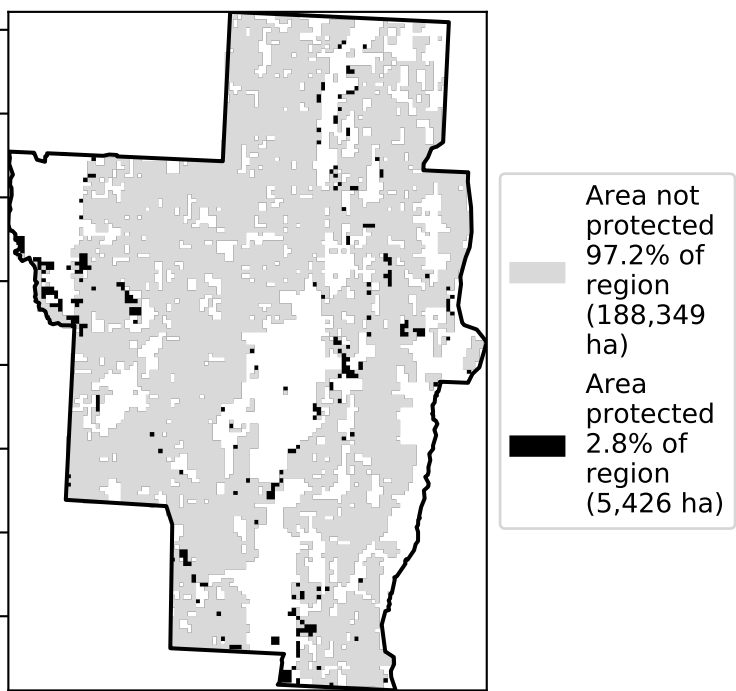 Area not
protected
97.2% of
region
(188,349
ha)
Area
protected
2.8% of
region
(5,426 ha)